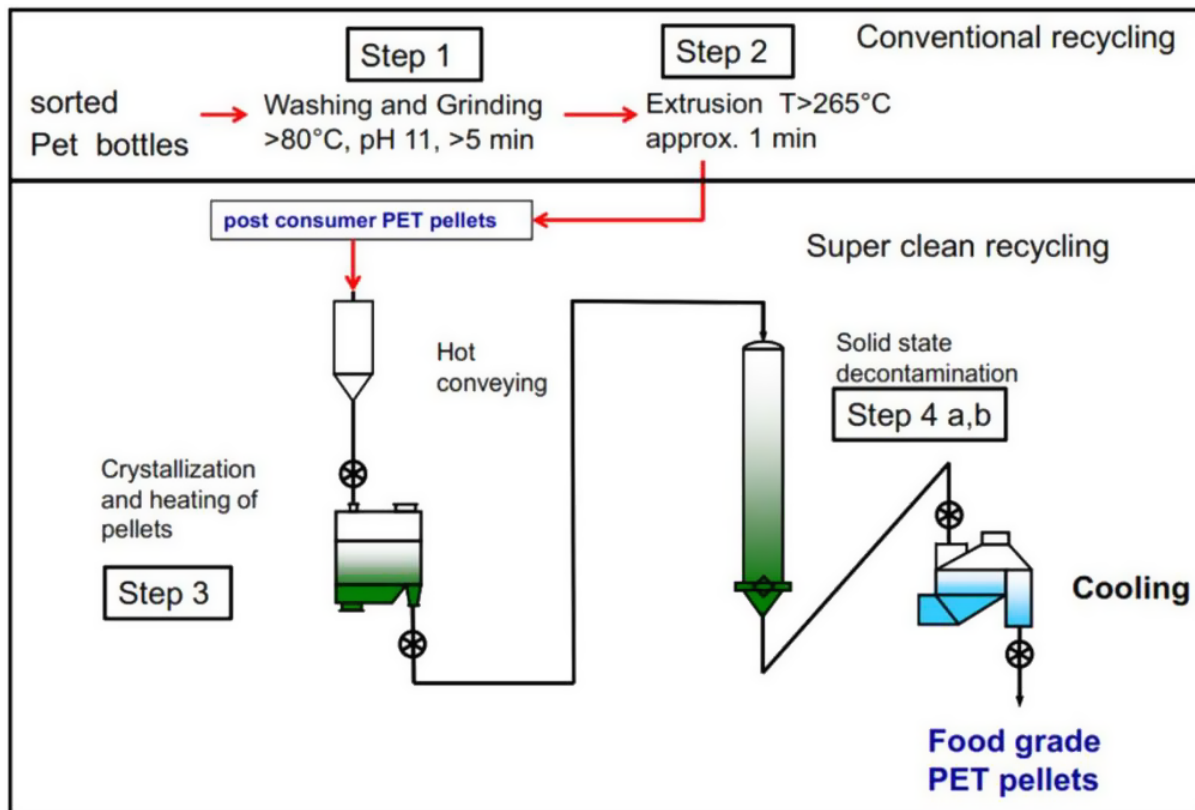 Conventional recycling
Step 1
Step 2
sorted
Pet bottles
Washing and Grinding
>80°C, pH 11, >5 min
Extrusion T>265°C
approx. 1 min
post consumer PET pellets
Super clean recycling
Hot
conveying
Solid state
decontamination
Step 4 a,b
Crystallization
and heating of
pellets
Step 3
Cooling
Food grade
PET pellets